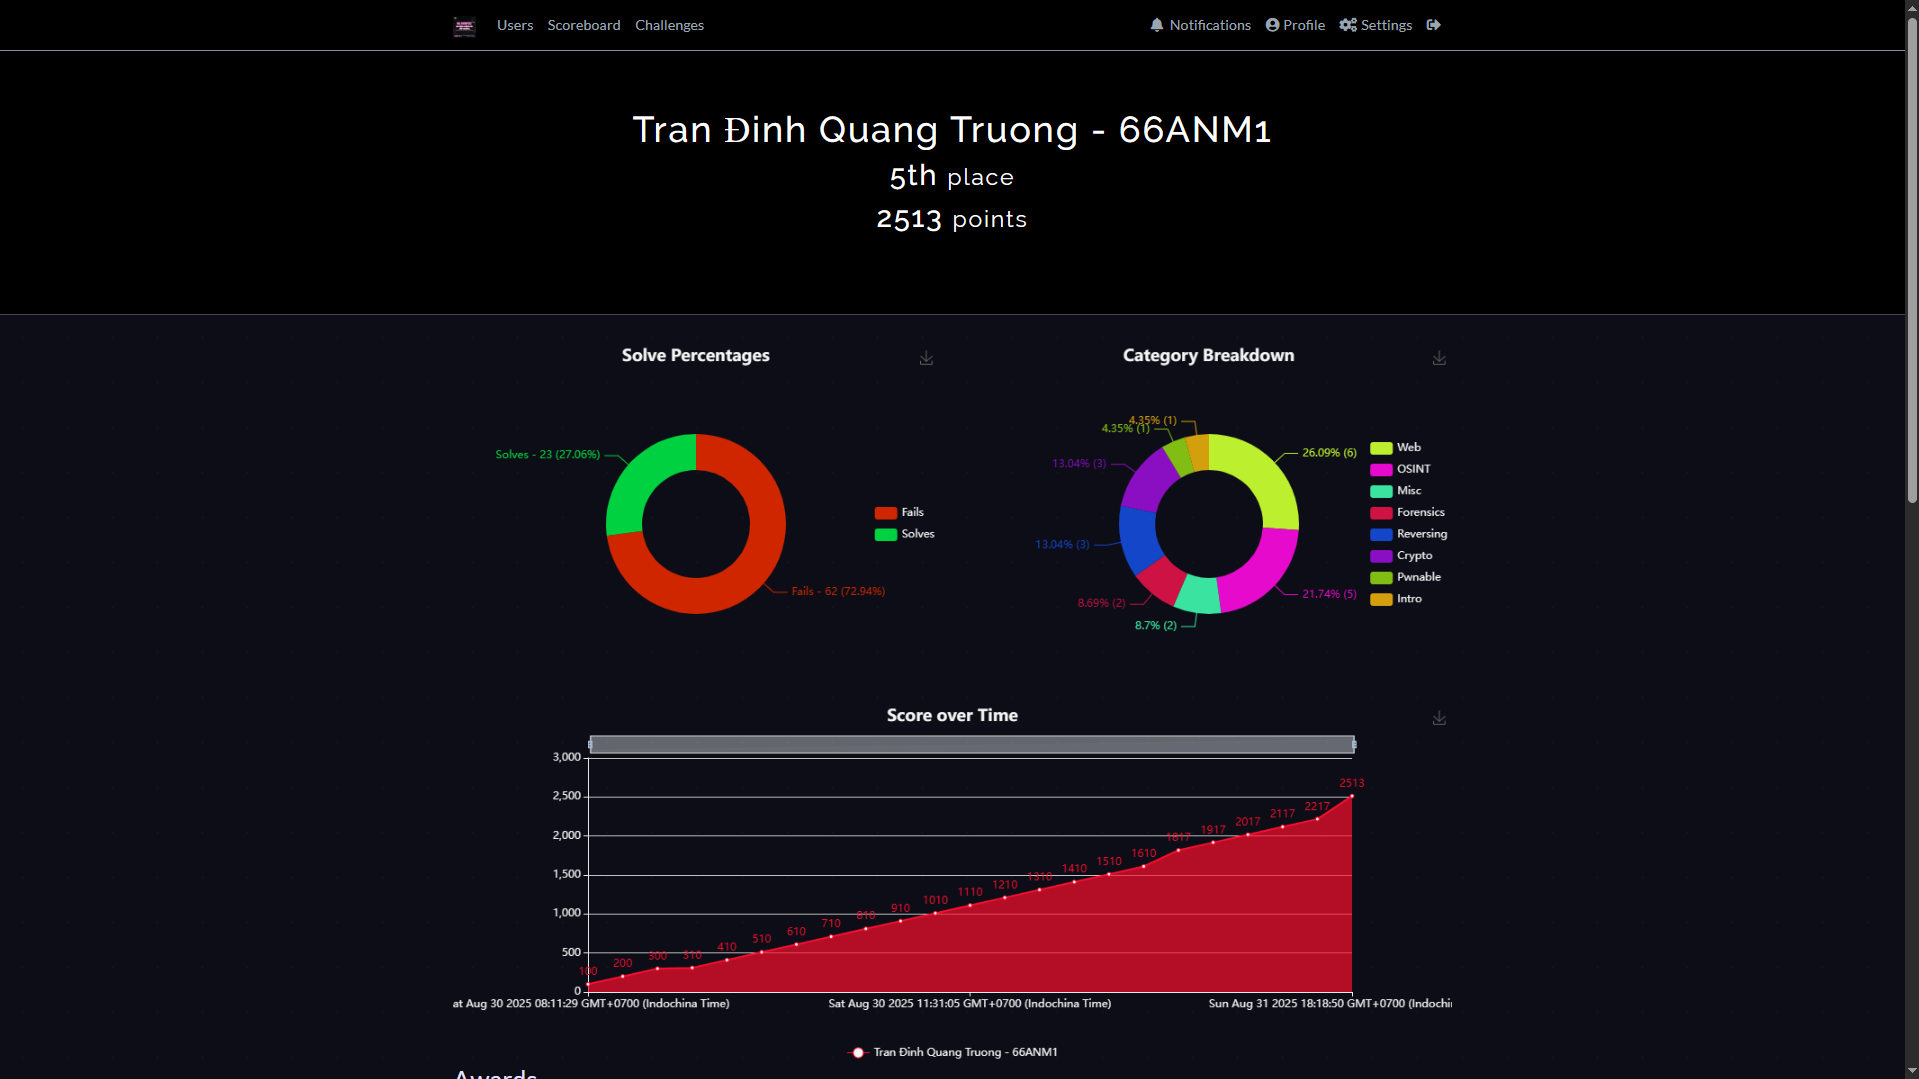 Users Scoreboard Challenges Notifications Profile Settings
Tran Đinh Quang Truong - 66ANM1
5th place
2513 points
Solve Percentages
Solves - 23 (27.06%)
Fails - 62 (72.94%)
Fails
Solves
Category Breakdown
4.35% (1)
4.35% (1)
13.04% (3)
13.04% (3)
8.69% (2)
8.7% (2)
26.09% (6)
21.74% (5)
Web
OSINT
Misc
Forensics
Reversing
Crypto
Pwnable
Intro
Score over Time
3,000
2,500
2,000
1,500
1,000
500
0
100 200 300 310 410 510 610 710 810 910 1010 1110 1210 1310 1410 1510 1610 1817 1917 2017 2117 2217 2513
at Aug 30 2025 08:11:29 GMT+0700 (Indochina Time) Sat Aug 30 2025 11:31:05 GMT+0700 (Indochina Time) Sun Aug 31 2025 18:18:50 GMT+0700 (Indochi
Tran Đinh Quang Truong - 66ANM1
Awards